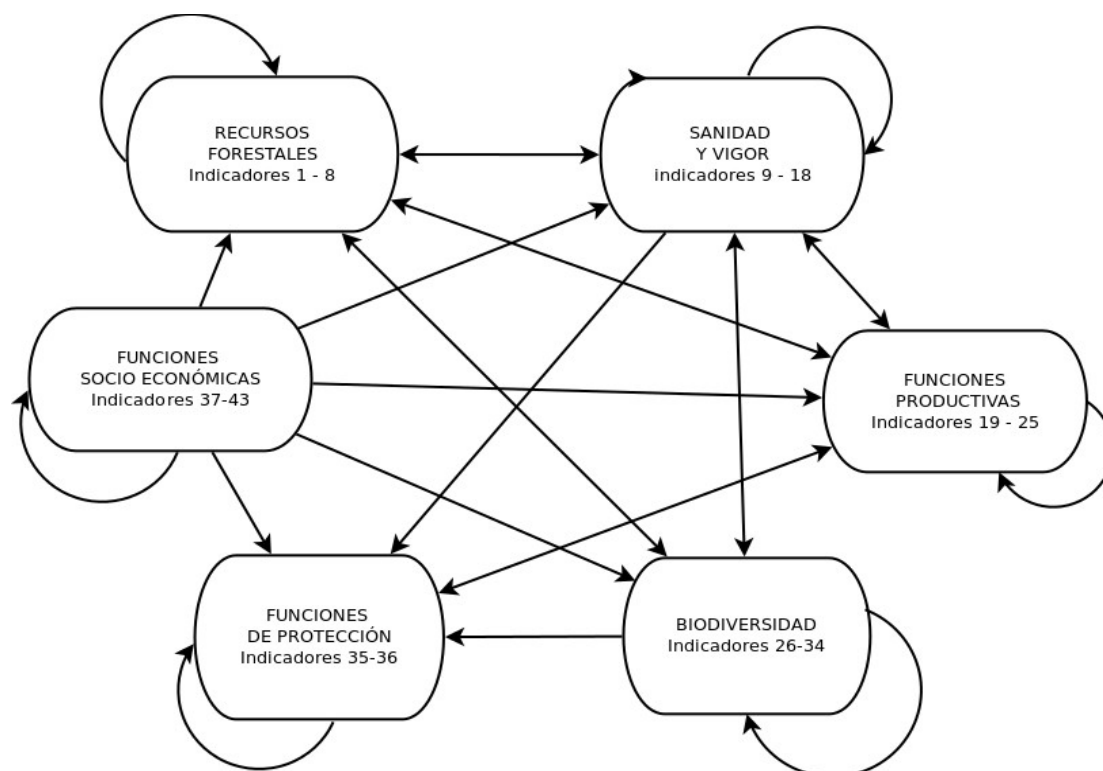 RECURSOS
FORESTALES
Indicadores 1 - 8
SANIDAD
Y VIGOR
indicadores 9 - 18
FUNCIONES
SOCIO ECONÓMICAS
Indicadores 37-43
FUNCIONES
PRODUCTIVAS
Indicadores 19 - 25
FUNCIONES
DE PROTECCIÓN
Indicadores 35-36
BIODIVERSIDAD
Indicadores 26-34